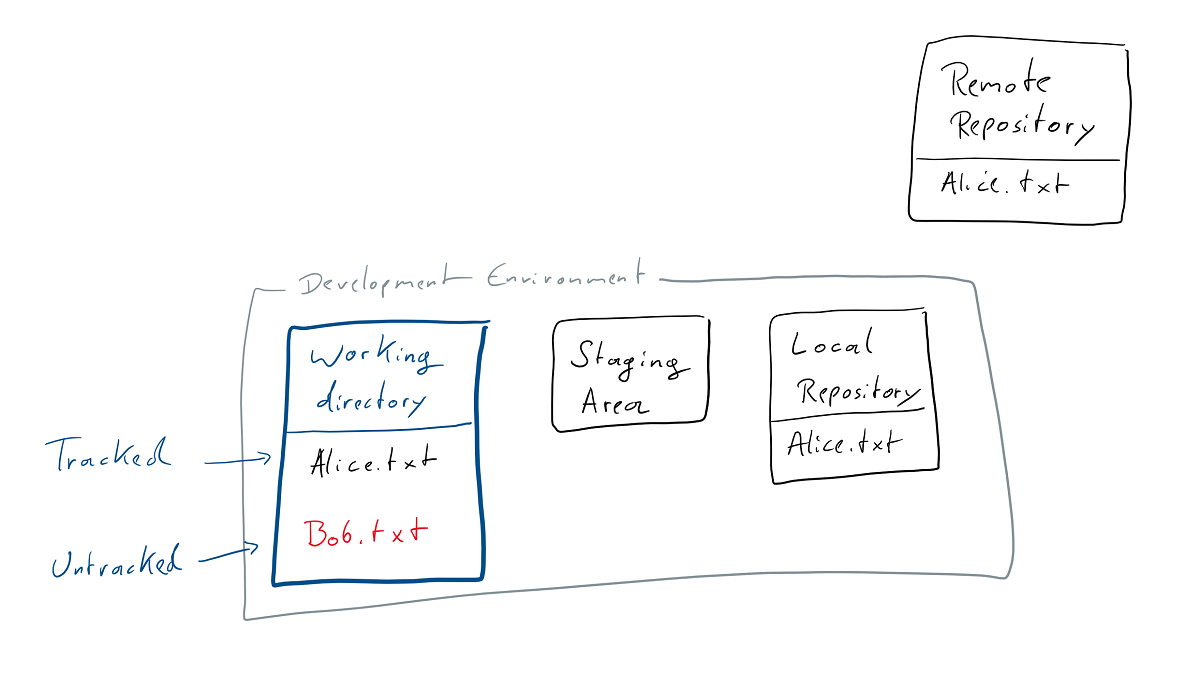 Remote
Repository
Alice.txt
Development Environment
Working
directory
Alice.txt
Bob.txt
Staging
Area
Local
Repository
Alice.txt
Tracked
Untracked